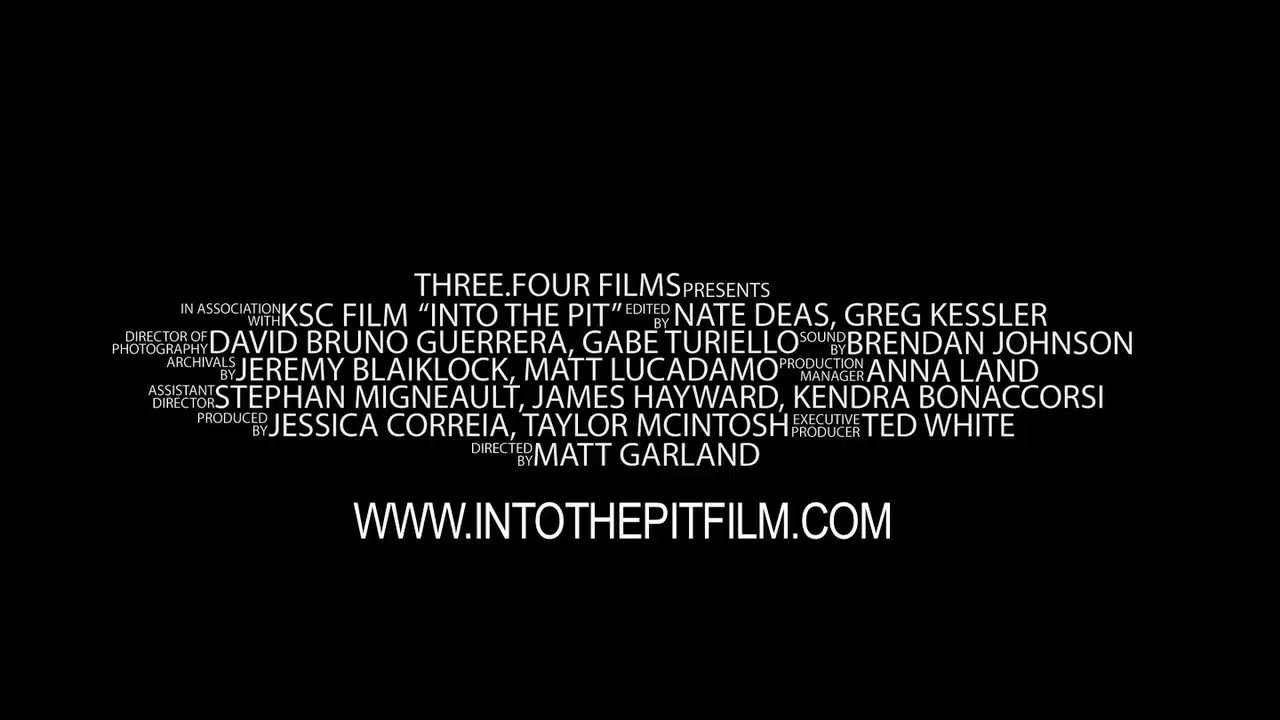 THREE.FOUR FILMS PRESENTS
IN ASSOCIATION WITH KSC FILM “INTO THE PIT” EDITED BY NATE DEAS, GREG KESSLER
DIRECTOR OF PHOTOGRAPHY DAVID BRUNO GUERRERA, GABE TURIELLO SOUND BY BRENDAN JOHNSON
ARCHIVALS BY JEREMY BLAIKLOCK, MATT LUCADAMO PRODUCTION MANAGER ANNA LAND
ASSISTANT DIRECTOR STEPHAN MIGNEAULT, JAMES HAYWARD, KENDRA BONACCORSI
PRODUCED BY JESSICA CORREIA, TAYLOR MCINTOSH EXECUTIVE PRODUCER TED WHITE
DIRECTED BY MATT GARLAND
WWW.INTOTHEPITFILM.COM